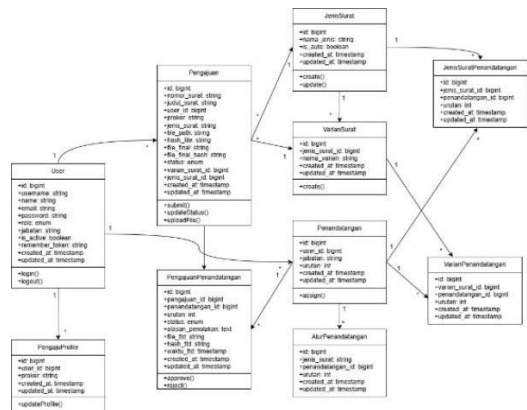 JenisSurat
+id: bigint
+nama_jenis: string
+is_auto: boolean
+created_at: timestamp
+updated_at: timestamp
+create()
+update()
JenisSuratPenandatangan
+id: bigint
+jenis_surat_id: bigint
+penandatangan_id: bigint
+urutan: int
+created_at: timestamp
+updated_at: timestamp
Pengajuan
+id: bigint
+nomor_surat: string
+judul_surat: string
+user_id: bigint
+proker: string
+jenis_surat: string
+file_path: string
+hash_file: string
+file_final: string
+file_final_hash: string
+status: enum
+varian_surat_id: bigint
+jenis_surat_id: bigint
+created_at: timestamp
+updated_at: timestamp
+submit()
+updateStatus()
+uploadFile()
VarianSurat
+id: bigint
+jenis_surat_id: bigint
+nama_varian: string
+created_at: timestamp
+updated_at: timestamp
+create()
User
+id: bigint
+username: string
+name: string
+email: string
+password: string
+role: enum
+jabatan: string
+is_active: boolean
+remember_token: string
+created_at: timestamp
+updated_at: timestamp
+login()
+logout()
Penandatangan
+id: bigint
+user_id: bigint
+jabatan: string
+urutan: int
+created_at: timestamp
+updated_at: timestamp
+assign()
VarianPenandatangan
+id: bigint
+varian_surat_id: bigint
+penandatangan_id: bigint
+urutan: int
+created_at: timestamp
+updated_at: timestamp
PengajuanPenandatangan
+id: bigint
+pengajuan_id: bigint
+penandatangan_id: bigint
+urutan: int
+status: enum
+alasan_penolakan: text
+file_ttd: string
+hash_ttd: string
+waktu_ttd: timestamp
+created_at: timestamp
+updated_at: timestamp
+approve()
+reject()
AlurPenandatangan
+id: bigint
+jenis_surat: string
+penandatangan_id: bigint
+urutan: int
+created_at: timestamp
+updated_at: timestamp
PengajuProfile
+id: bigint
+user_id: bigint
+proker: string
+created_at: timestamp
+updated_at: timestamp
+updateProfile()